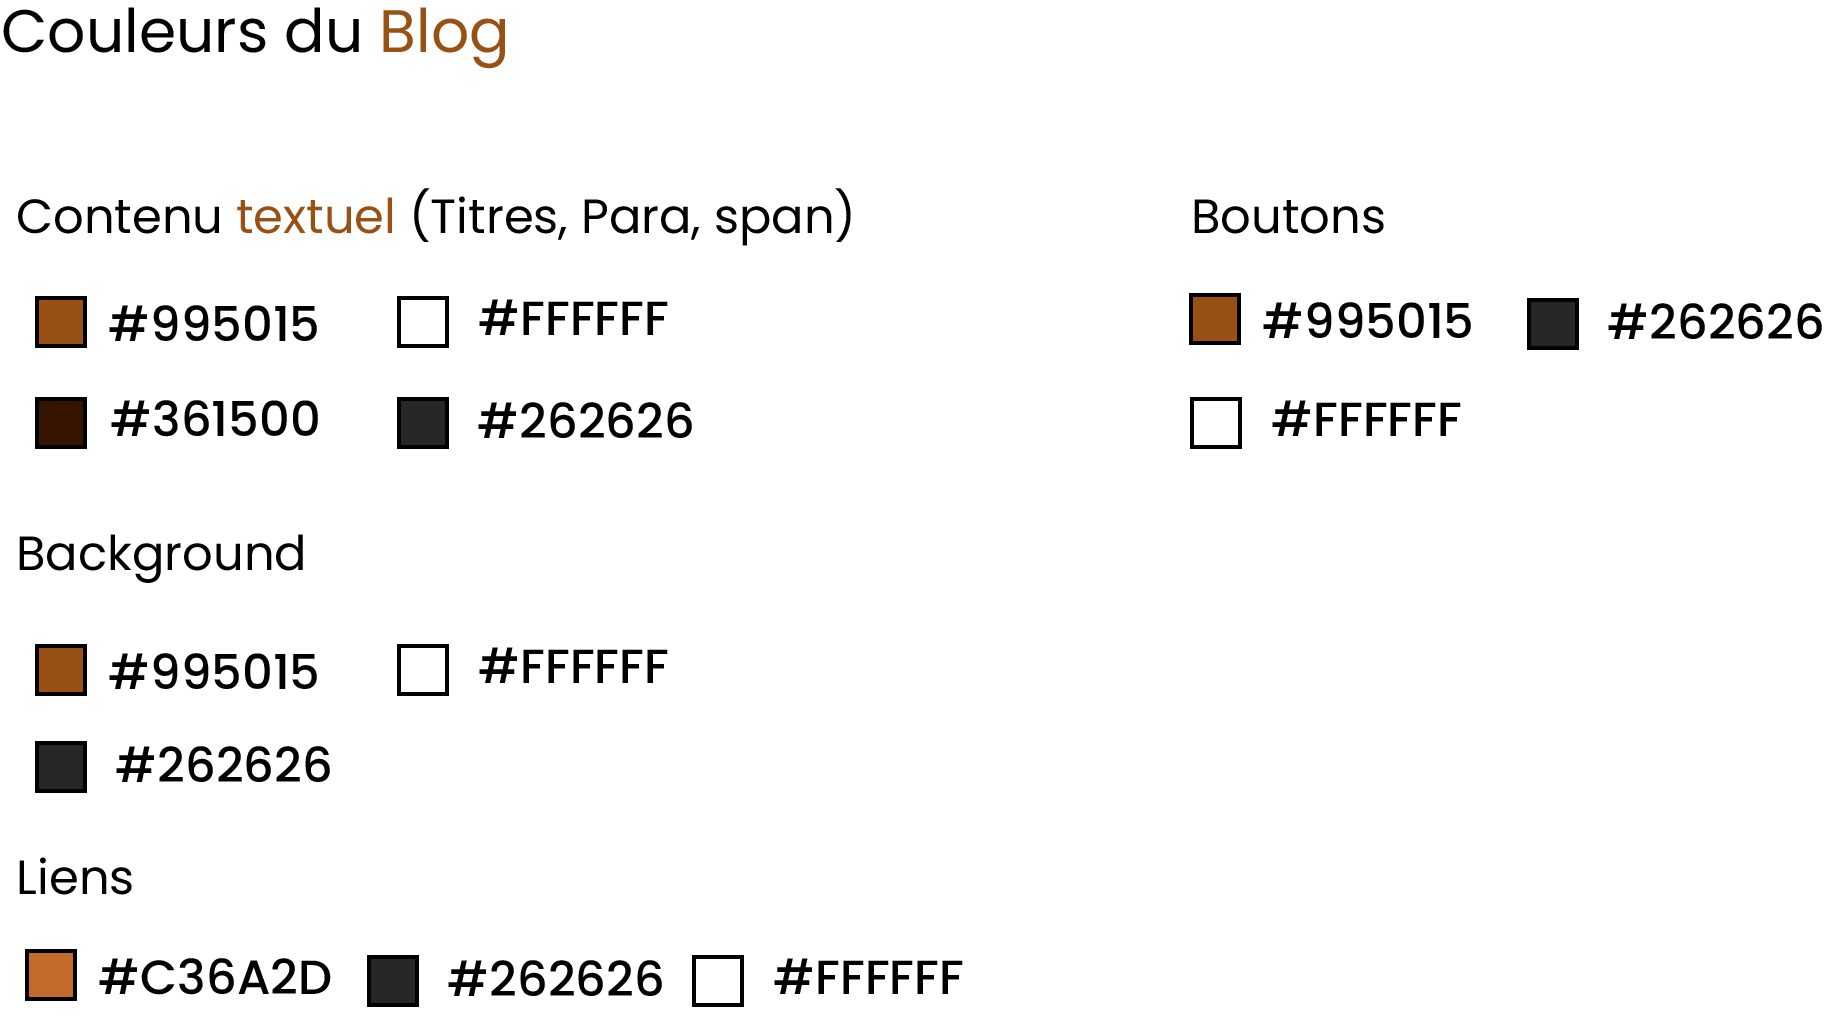 Couleurs du Blog
Contenu textuel (Titres, Para, span)
#995015 #FFFFFF
#361500 #262626
Boutons
#995015 #262626
#FFFFFF
Background
#995015 #FFFFFF
#262626
Liens
#C36A2D #262626 #FFFFFF